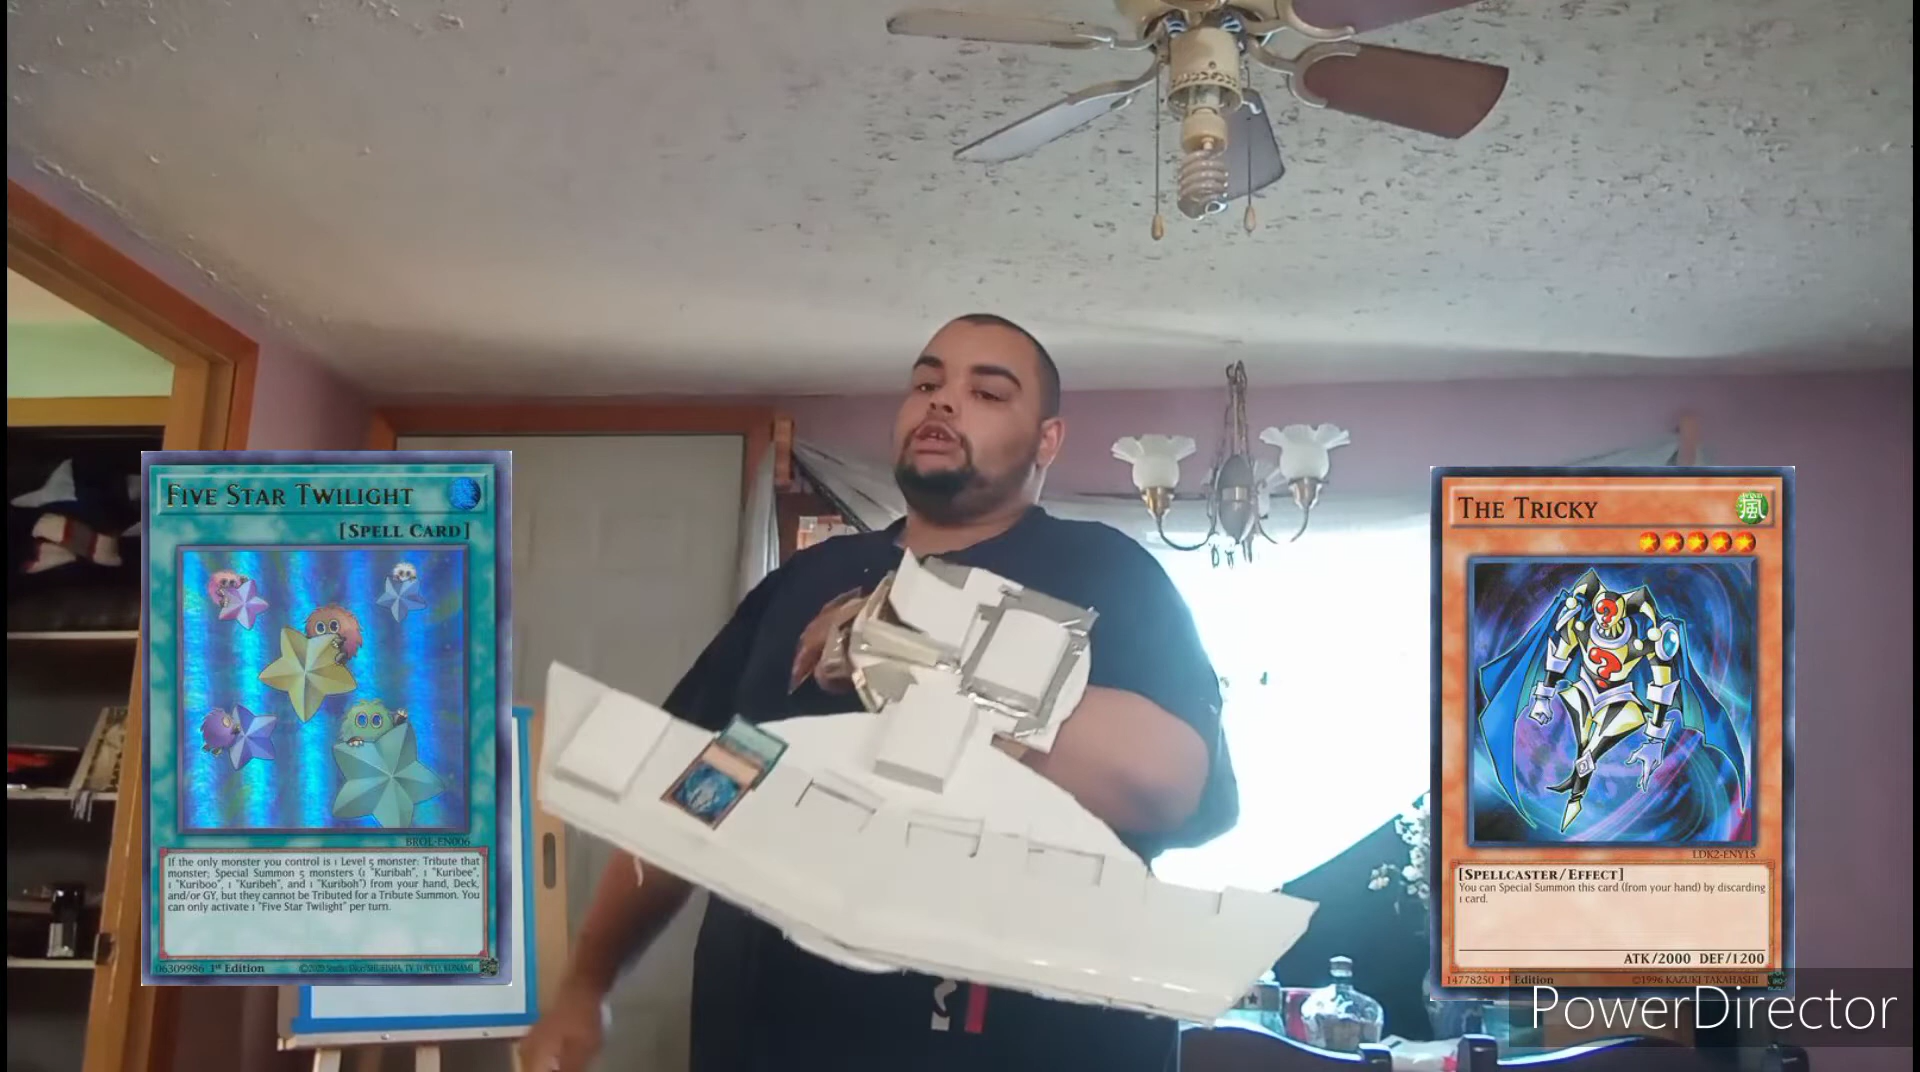 FIVE STAR TWILIGHT
[SPELL CARD]
BROL-EN006
If the only monster you control is 1 Level 5 monster: Tribute that
monster; Special Summon 5 monsters (1 "Kuribah", 1 "Kuribee",
1 "Kuriboo", 1 "Kuribeh", and 1 "Kuriboh") from your hand, Deck,
and/or GY, but they cannot be Tributed for a Tribute Summon. You
can only activate 1 "Five Star Twilight" per turn.
06309986 1st Edition
THE TRICKY
風
LDK2-ENY15
[SPELLCASTER/EFFECT]
You can Special Summon this card (from your hand) by discarding
1 card.
ATK/2000 DEF/1200
14778250 1st Edition ©1996 KAZUKI TAKAHASHI
PowerDirector